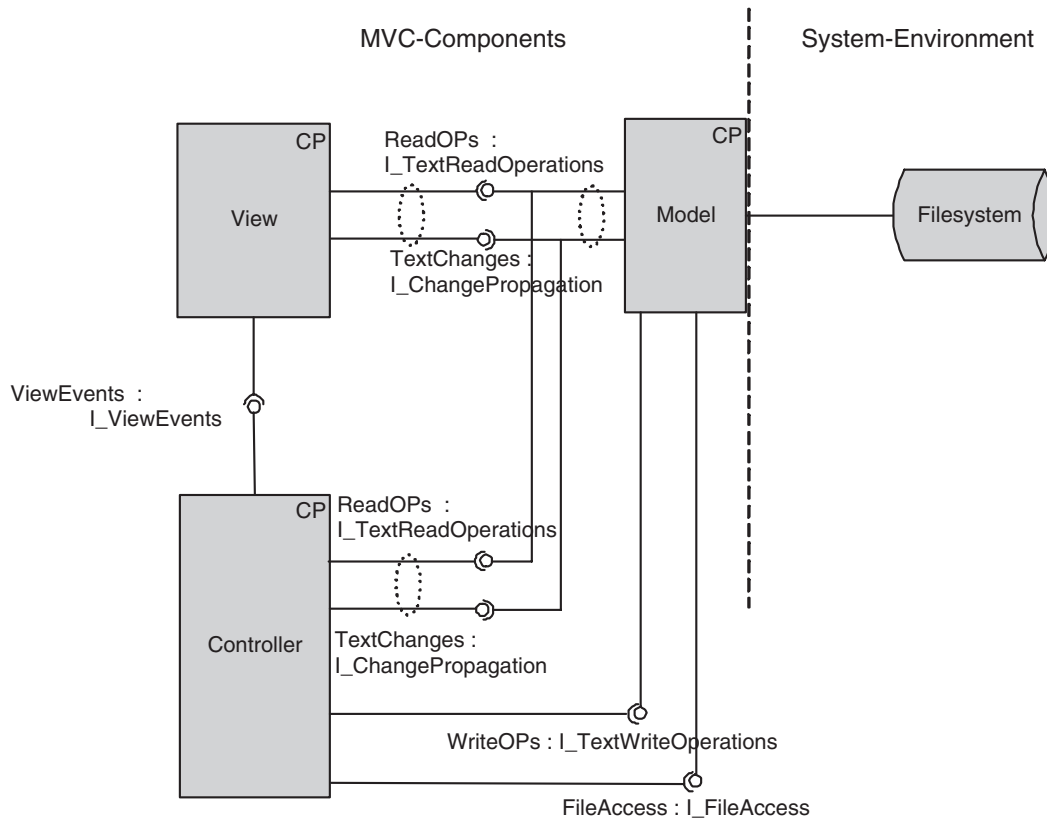 MVC-Components
System-Environment
CP
View
ReadOPs :
I_TextReadOperations
TextChanges :
I_ChangePropagation
CP
Model
Filesystem
ViewEvents :
I_ViewEvents
CP
Controller
ReadOPs :
I_TextReadOperations
TextChanges :
I_ChangePropagation
WriteOPs : I_TextWriteOperations
FileAccess : I_FileAccess